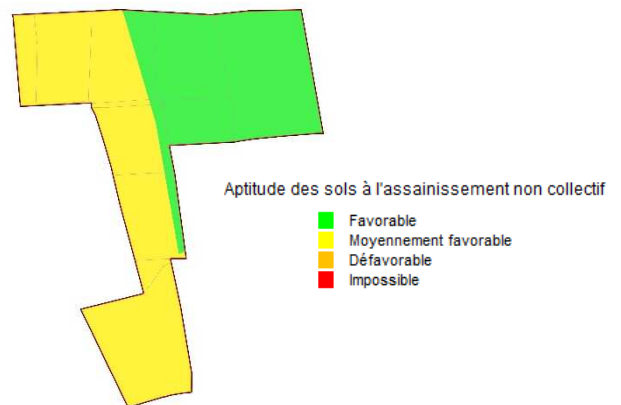 Aptitude des sols à l'assainissement non collectif
Favorable
Moyennement favorable
Défavorable
Impossible